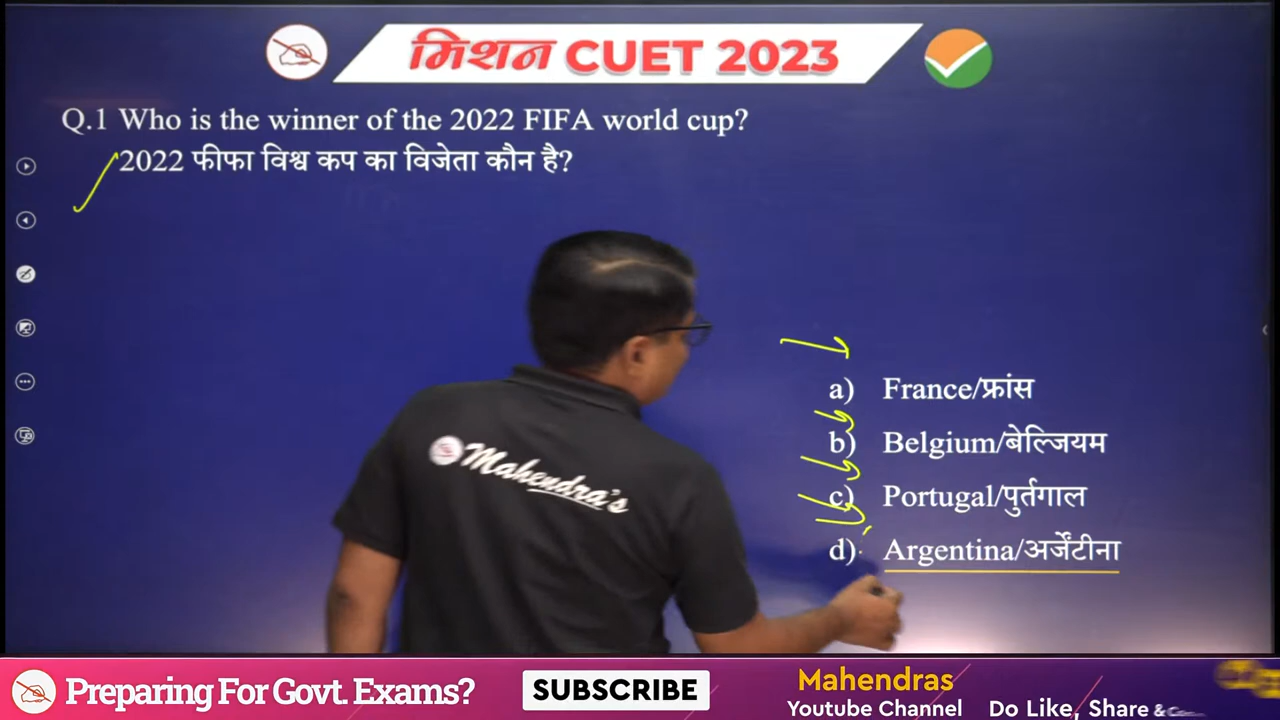 मिशन CUET 2023
Q.1 Who is the winner of the 2022 FIFA world cup?
2022 फीफा विश्व कप का विजेता कौन है?
a) France/फ्रांस
b) Belgium/बेल्जियम
c) Portugal/पुर्तगाल
d) Argentina/अर्जेंटीना
Mahendra's
Preparing For Govt. Exams?
SUBSCRIBE
Mahendras
Youtube Channel
Do Like, Share &